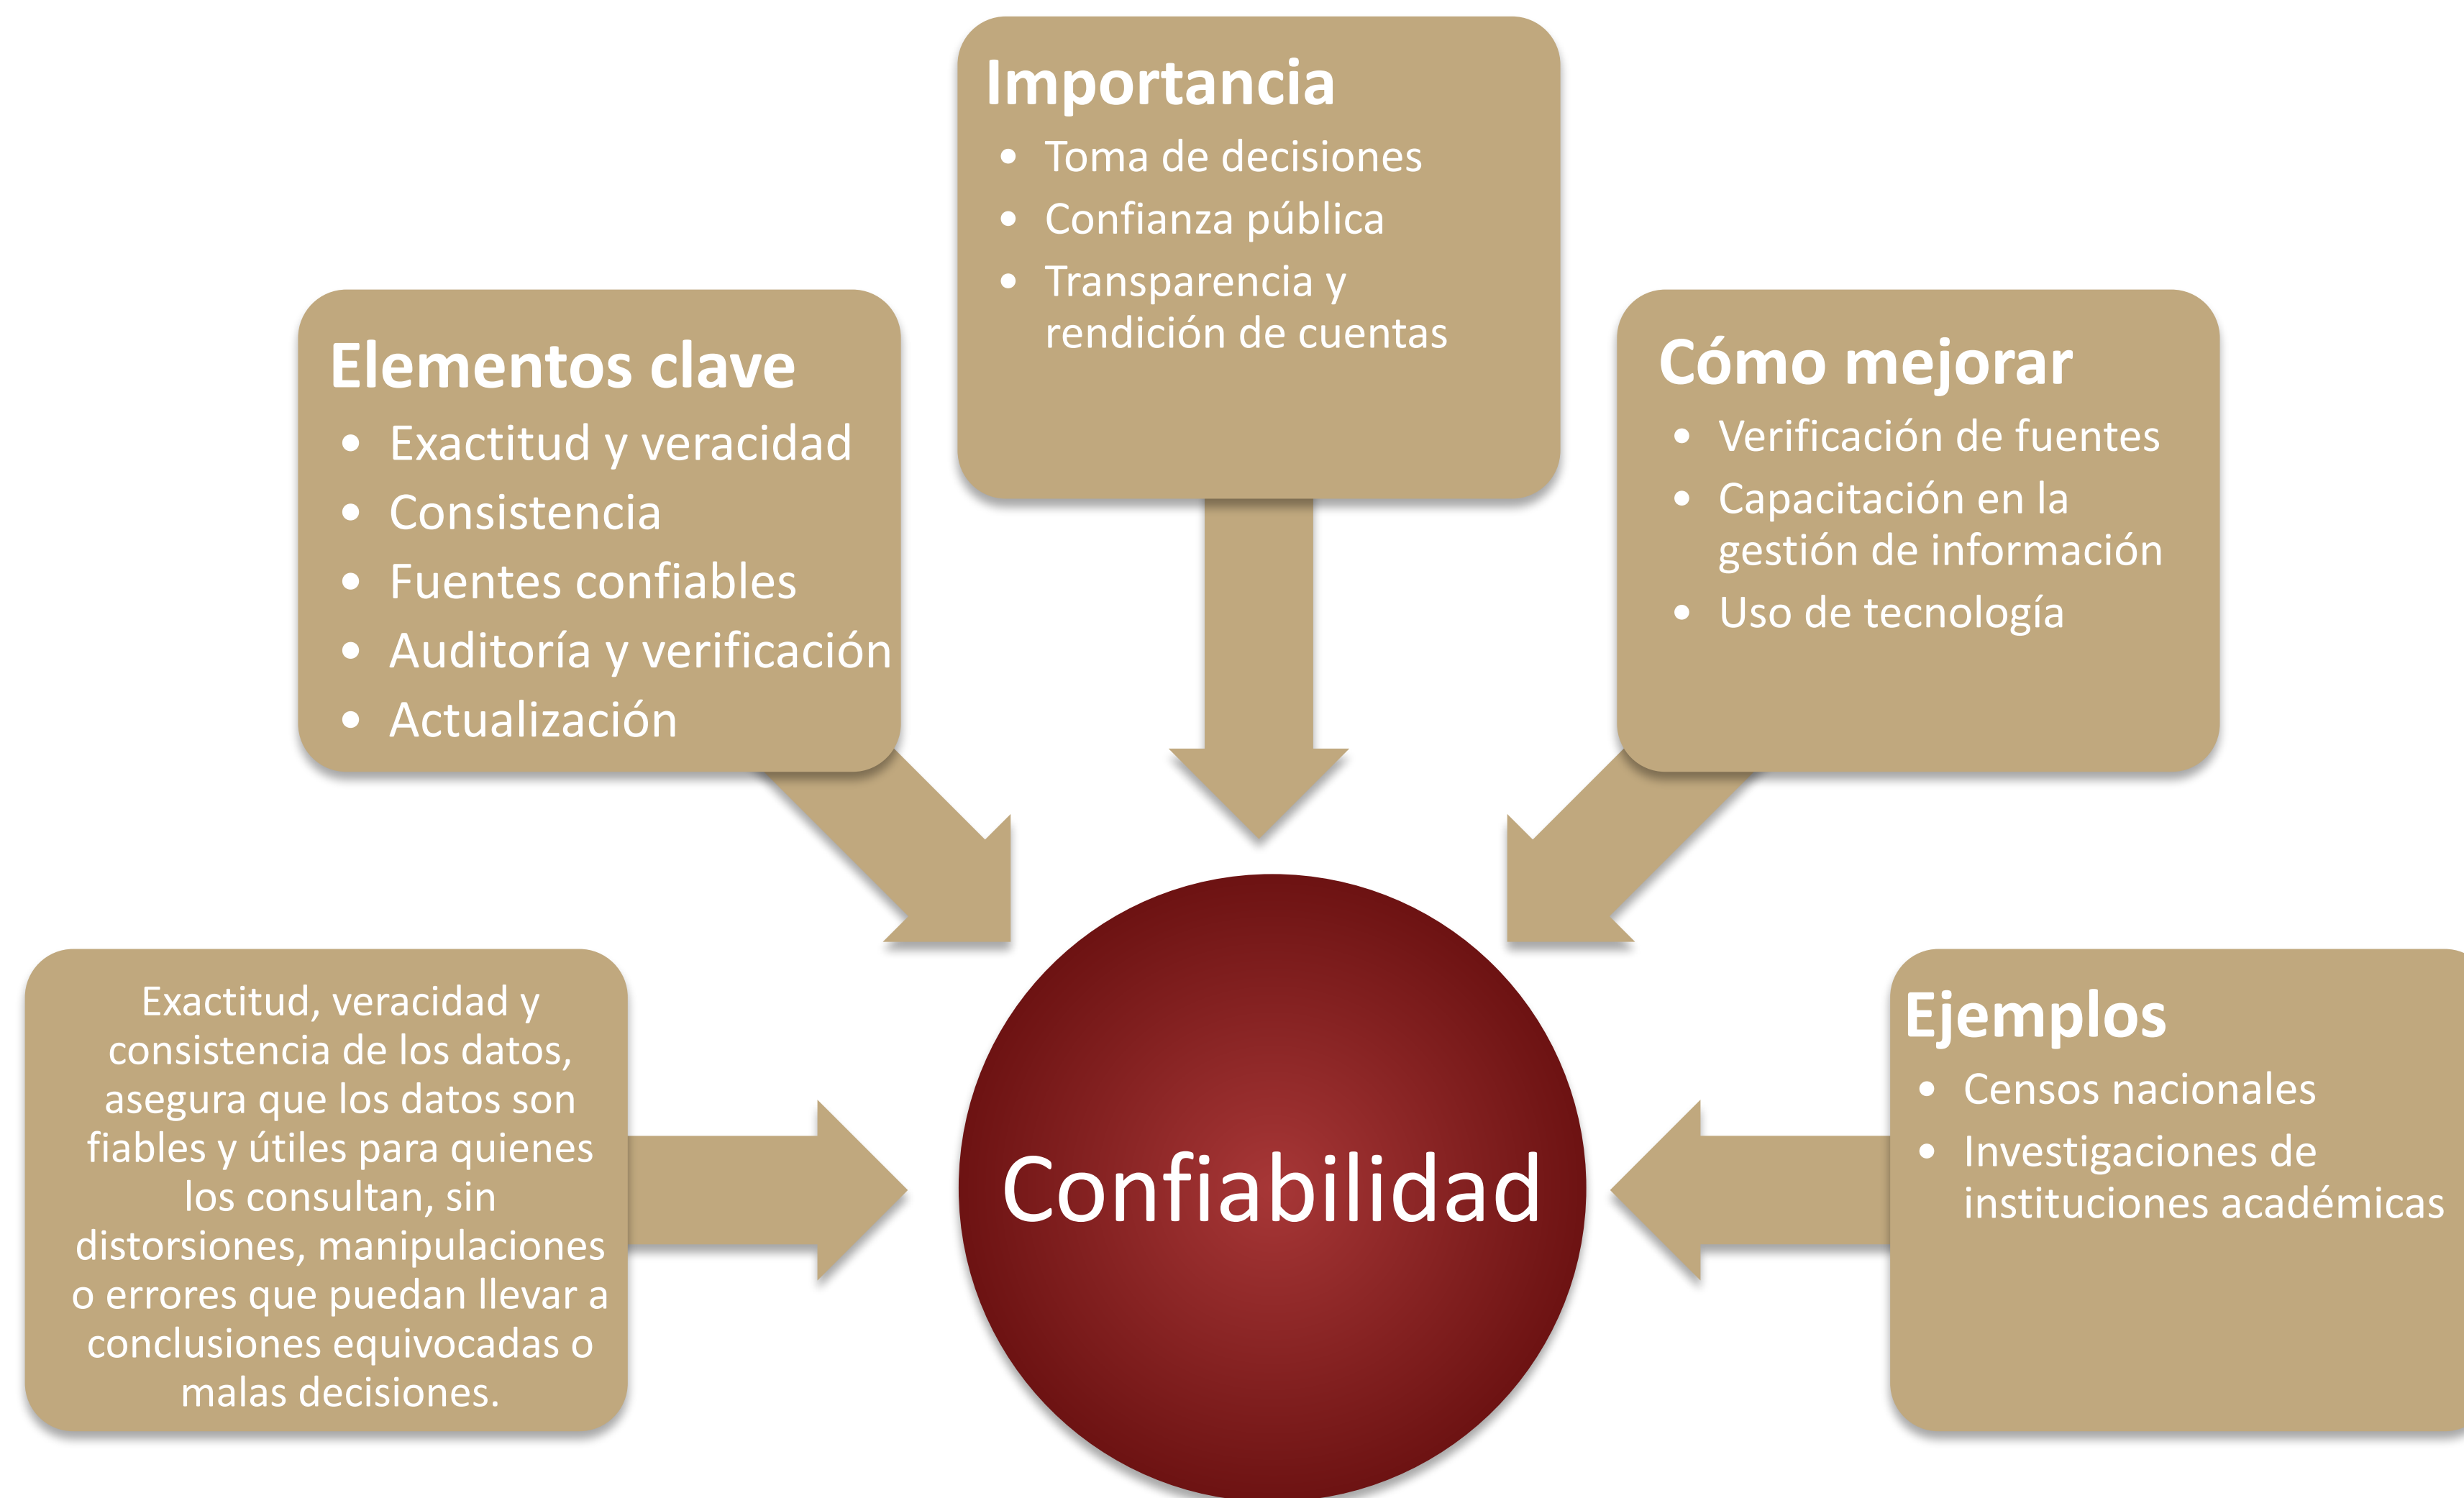 Importancia
• Toma de decisiones
• Confianza pública
• Transparencia y
rendición de cuentas
Elementos clave
• Exactitud y veracidad
• Consistencia
• Fuentes confiables
• Auditoría y verificación
• Actualización
Cómo mejorar
• Verificación de fuentes
• Capacitación en la
gestión de información
• Uso de tecnología
Exactitud, veracidad y
consistencia de los datos,
asegura que los datos son
fiables y útiles para quienes
los consultan, sin
distorsiones, manipulaciones
o errores que puedan llevar a
conclusiones equivocadas o
malas decisiones.
Confiabilidad
Ejemplos
• Censos nacionales
• Investigaciones de
instituciones académicas